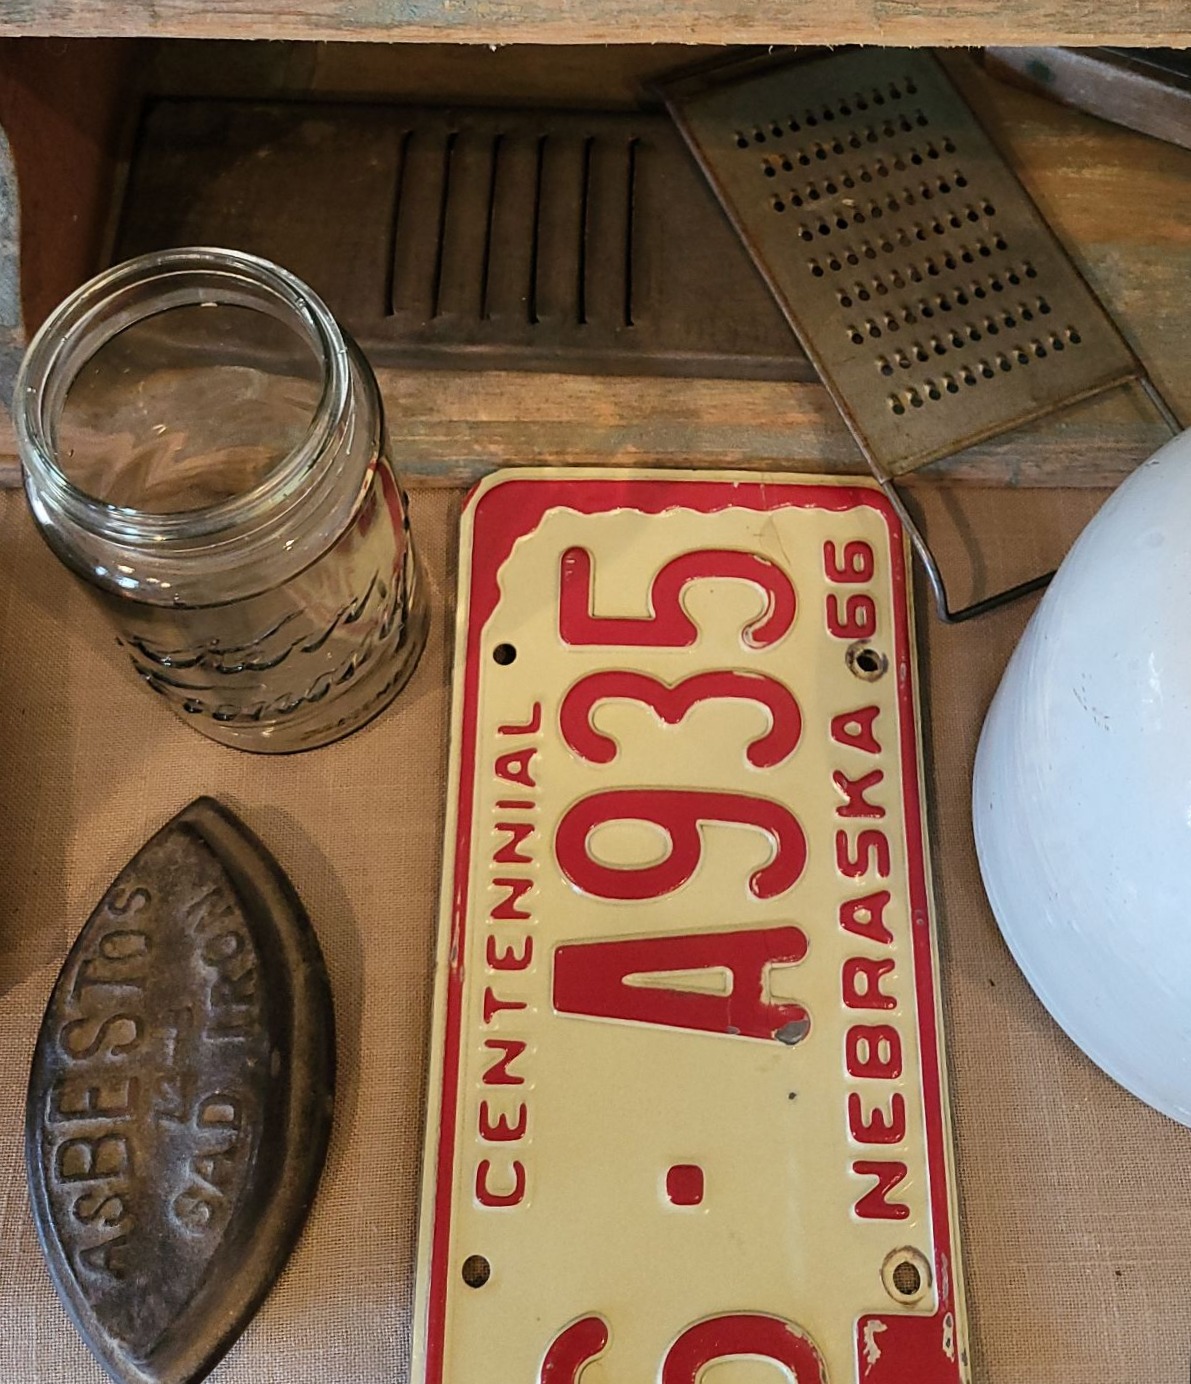 CENTENNIAL
· A935
NEBRASKA 66
ASBESTOS
SAD IRON